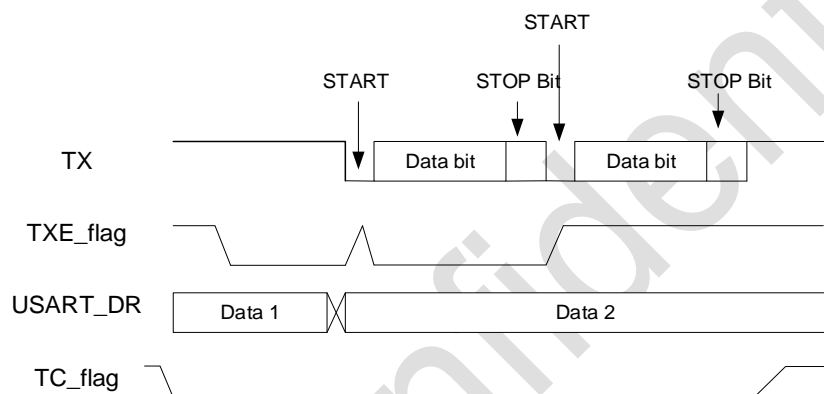 START
START
STOP Bit
STOP Bit
TX
Data bit
Data bit
TXE_flag
USART_DR
Data 1
Data 2
TC_flag